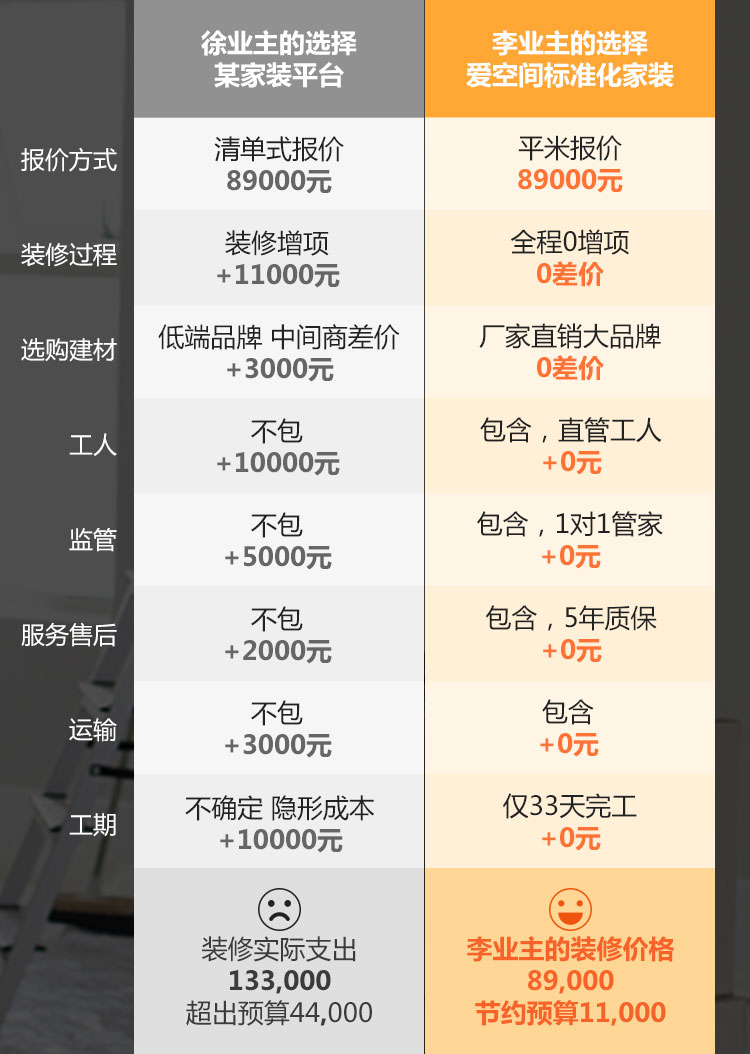 徐业主的选择
某家装平台
李业主的选择
爱空间标准化家装
报价方式
清单式报价
89000元
平米报价
89000元
装修过程
装修增项
+11000元
全程0增项
0差价
选购建材
低端品牌 中间商差价
+3000元
厂家直销大品牌
0差价
工人
不包
+10000元
包含，直管工人
+0元
监管
不包
+5000元
包含，1对1管家
+0元
服务售后
不包
+2000元
包含，5年质保
+0元
运输
不包
+3000元
包含
+0元
工期
不确定 隐形成本
+10000元
仅33天完工
+0元
装修实际支出
133,000
超出预算44,000
李业主的装修价格
89,000
节约预算11,000